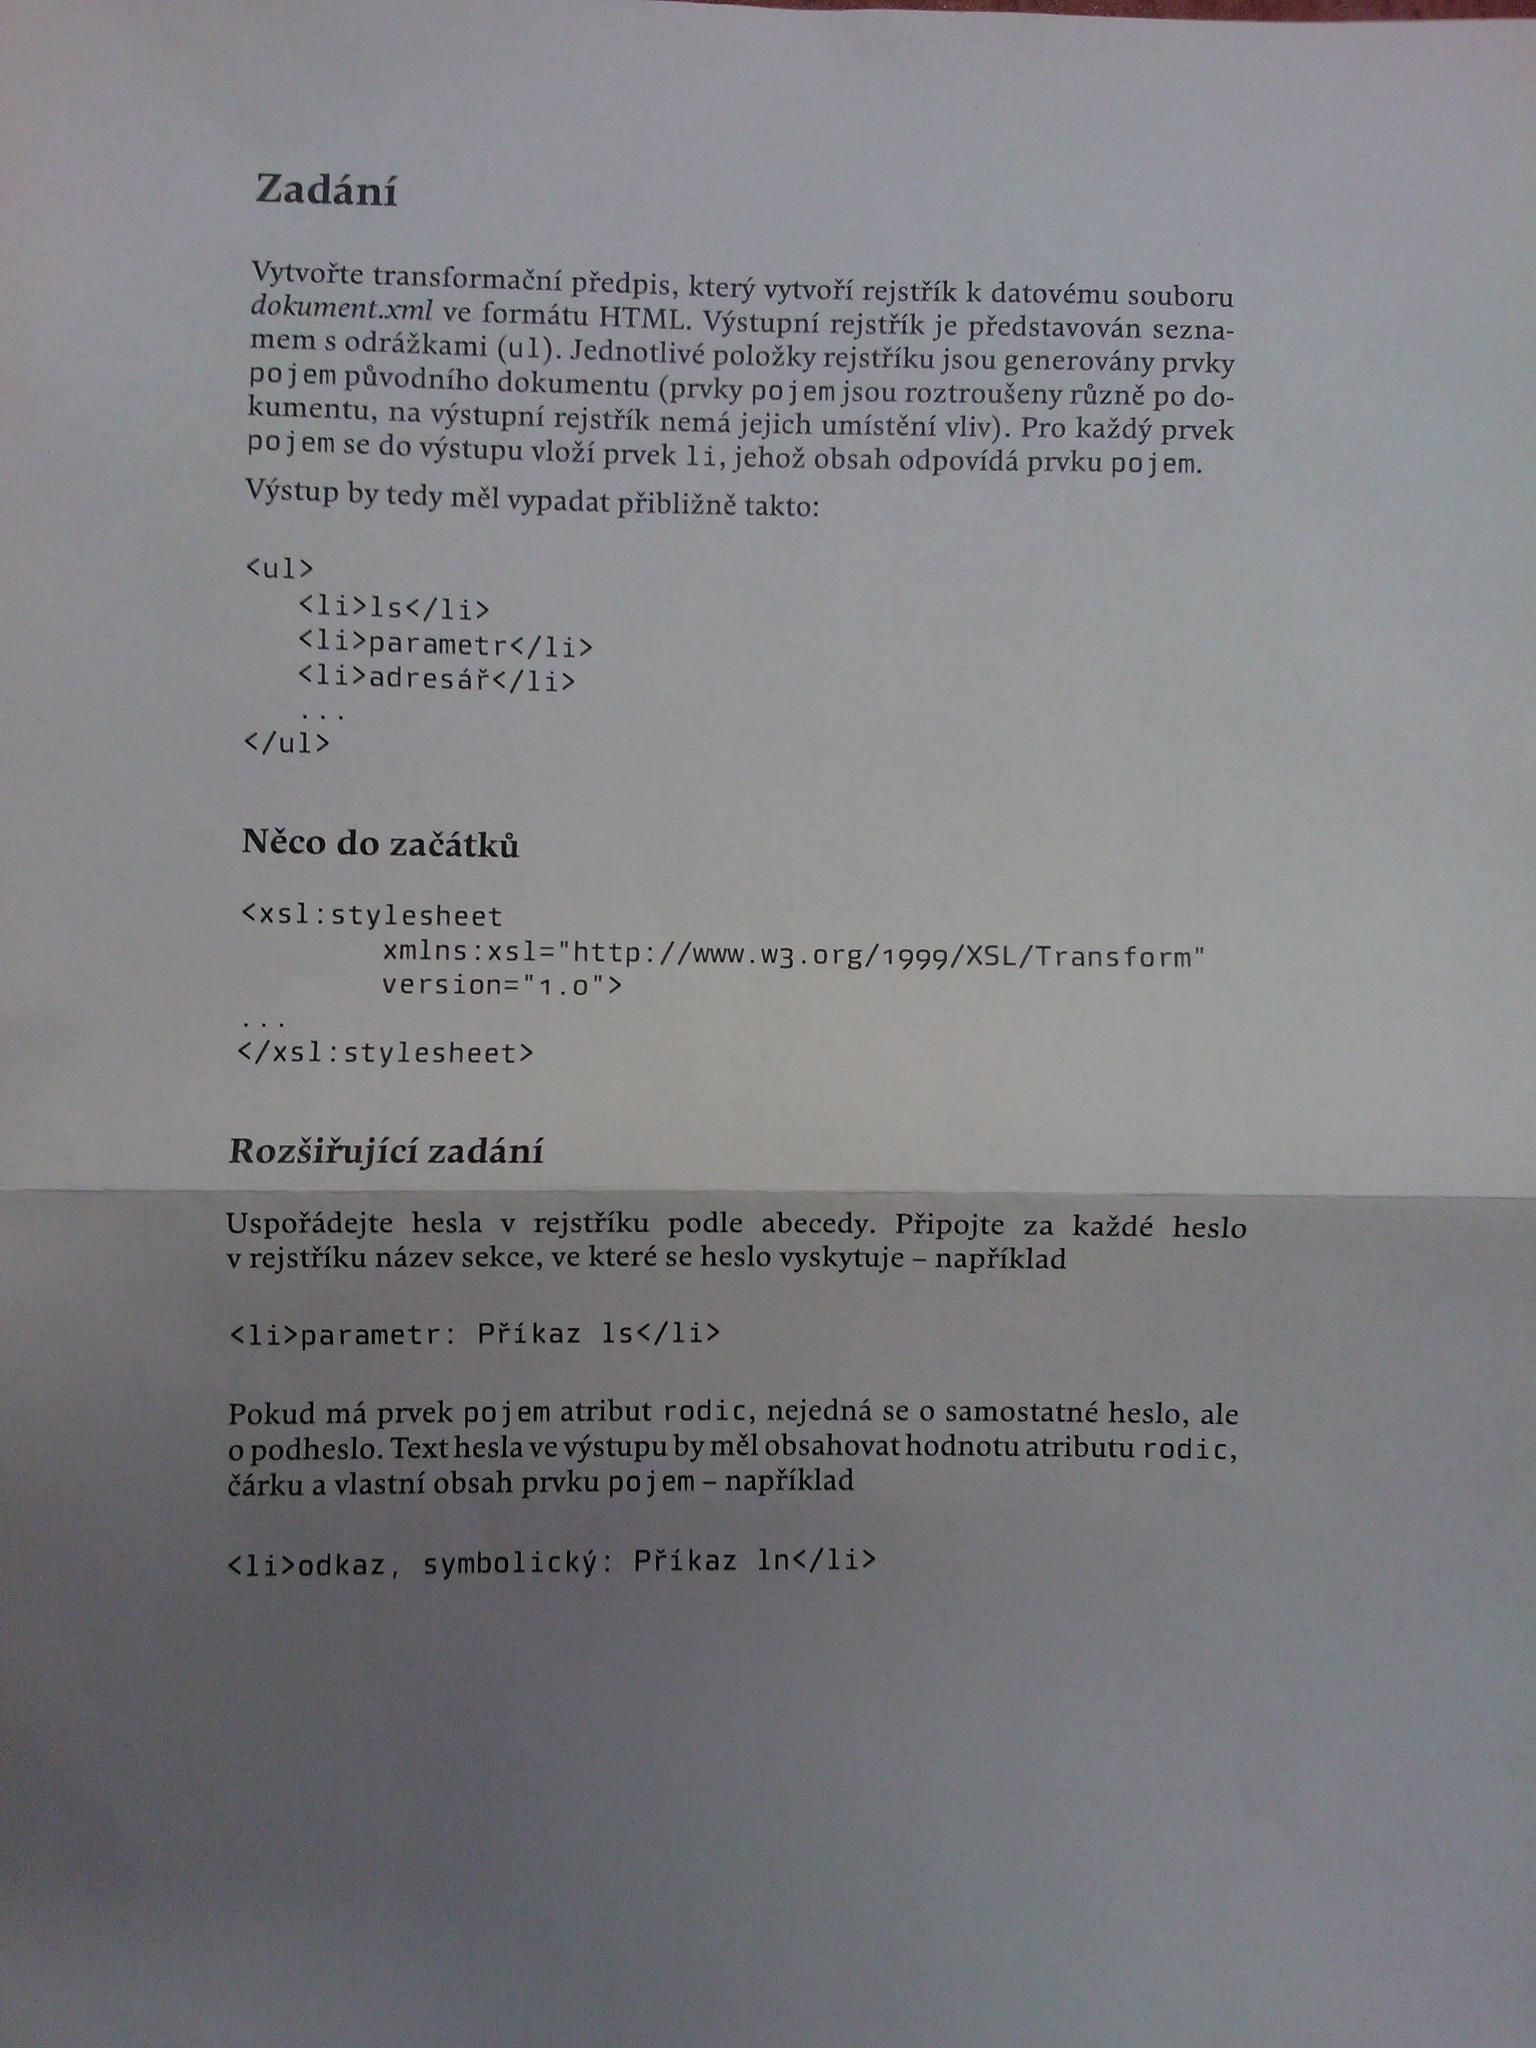 Zadání
Vytvořte transformační předpis, který vytvoří rejstřík k datovému souboru
dokument.xml ve formátu HTML. Výstupní rejstřík je představován sezna-
mem s odrážkami (ul). Jednotlivé položky rejstříku jsou generovány prvky
pojem původního dokumentu (prvky pojem jsou roztroušeny různě po do-
kumentu, na výstupní rejstřík nemá jejich umístění vliv). Pro každý prvek
pojem se do výstupu vloží prvek li, jehož obsah odpovídá prvku pojem.
Výstup by tedy měl vypadat přibližně takto:
<ul>
<li>ls</li>
<li>parametr</li>
<li>adresář</li>
...
</ul>
Něco do začátků
<xsl:stylesheet
xmlns:xsl="http://www.w3.org/1999/XSL/Transform"
version="1.0">
...
</xsl:stylesheet>
Rozšiřující zadání
Uspořádejte hesla v rejstříku podle abecedy. Připojte za každé heslo
v rejstříku název sekce, ve které se heslo vyskytuje – například
<li>parametr: Příkaz ls</li>
Pokud má prvek pojem atribut rodic, nejedná se o samostatné heslo, ale
o podheslo. Text hesla ve výstupu by měl obsahovat hodnotu atributu rodic,
čárku a vlastní obsah prvku pojem – například
<li>odkaz, symbolický: Příkaz ln</li>